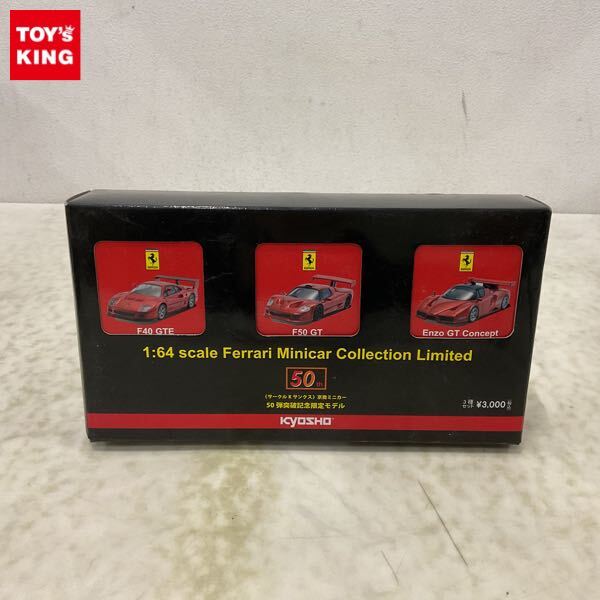 TOY's
KING
F40 GTE
F50 GT
Enzo GT Concept
1:64 scale Ferrari Minicar Collection Limited
50th
《サークルKサンクス》京商ミニカー
50弾突破記念限定モデル
3種セット ¥3,000
KYOSHO